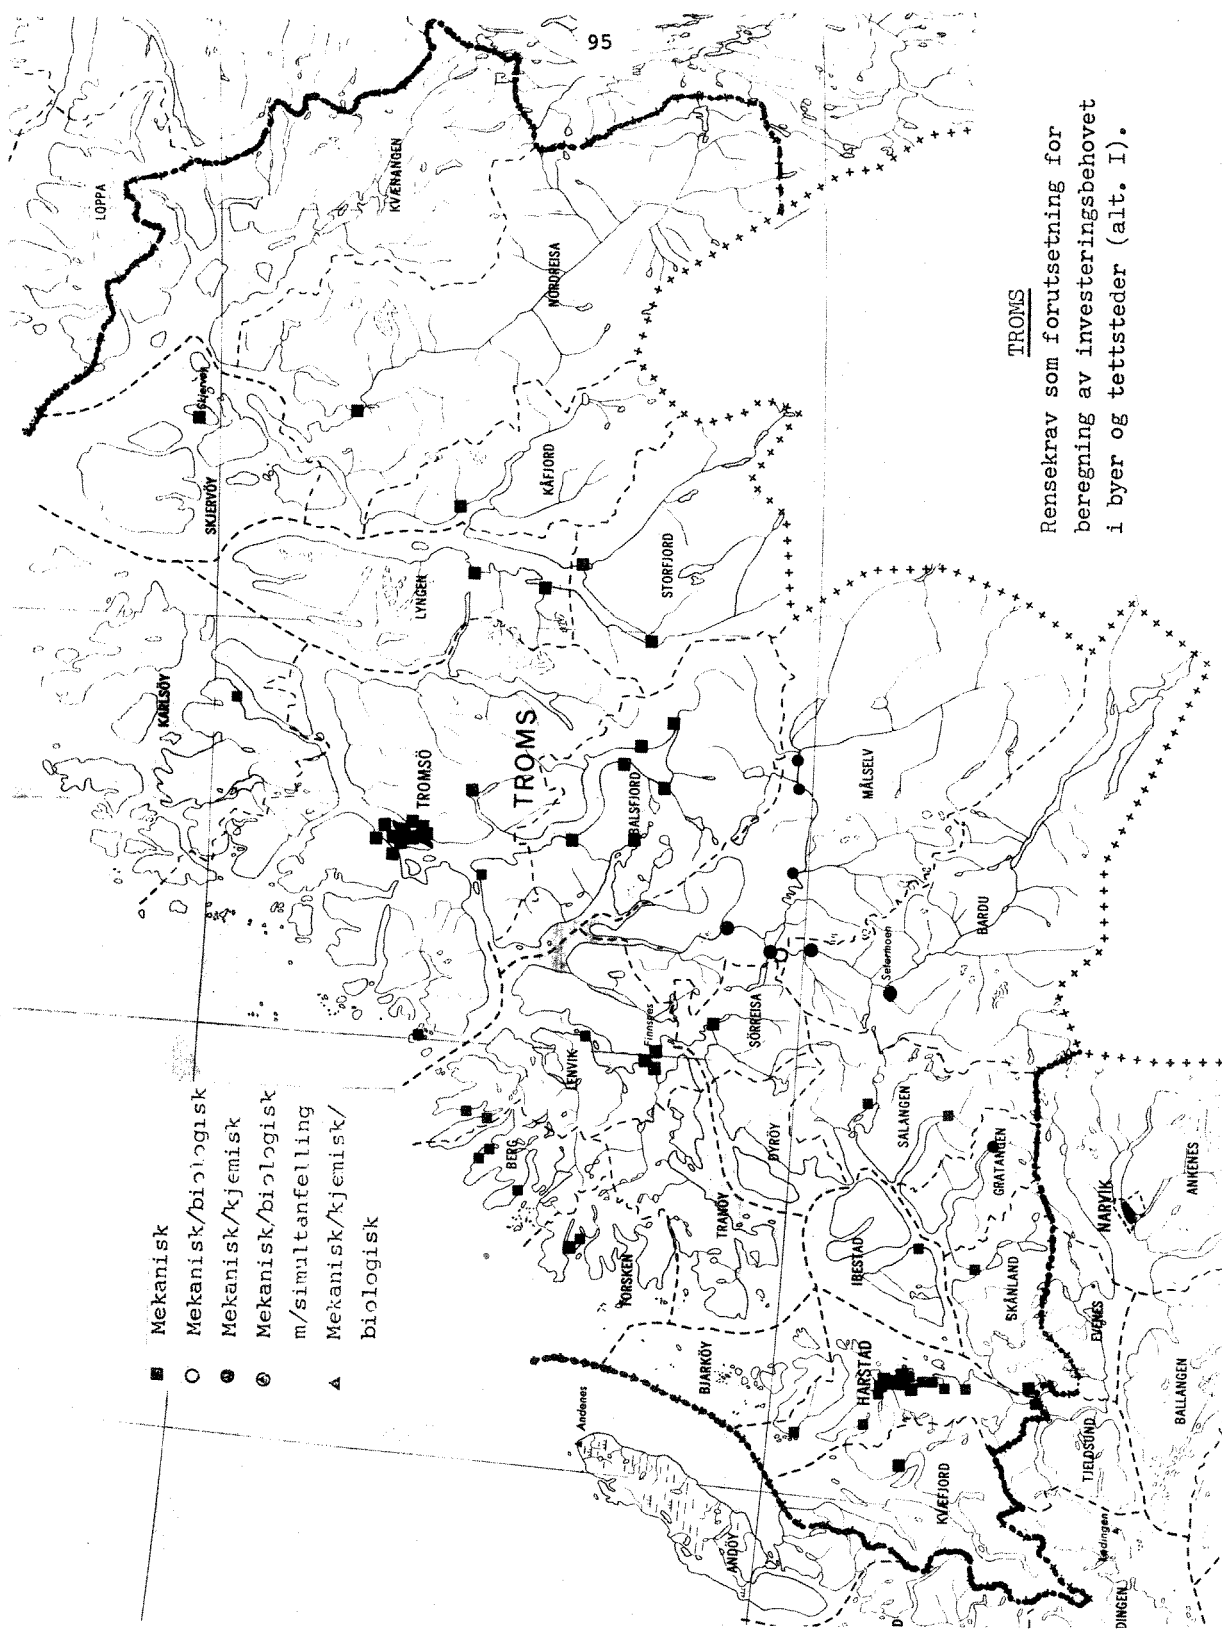 95
TROMS
Rensekrav som forutsetning for
beregning av investeringsbehovet
i byer og tettsteder (alt. I).
Mekanisk
Mekanisk/biologisk
Mekanisk/kjemisk
Mekanisk/biologisk
m/simultanfelling
Mekanisk/kjemisk/
biologisk
LOPPA
KVÆNANGEN
NORDREISA
Skjervöy
SKJERVÖY
KÅFJORD
LYNGEN
STORFJORD
KARLSÖY
TROMSÖ
TROMS
BALSFJORD
MÅLSELV
BARDU
Setermoen
Finnsnes
SÖRREISA
LENVIK
BERG
DYRÖY
SALANGEN
GRATANGEN
TRANÖY
TORSKEN
IBESTAD
SKÅNLAND
NARVIK
ANKENES
EVENES
BJARKÖY
HARSTAD
BALLANGEN
TJELDSUND
KVÆFJORD
Andenes
ANDÖY
Lödingen
DINGEN